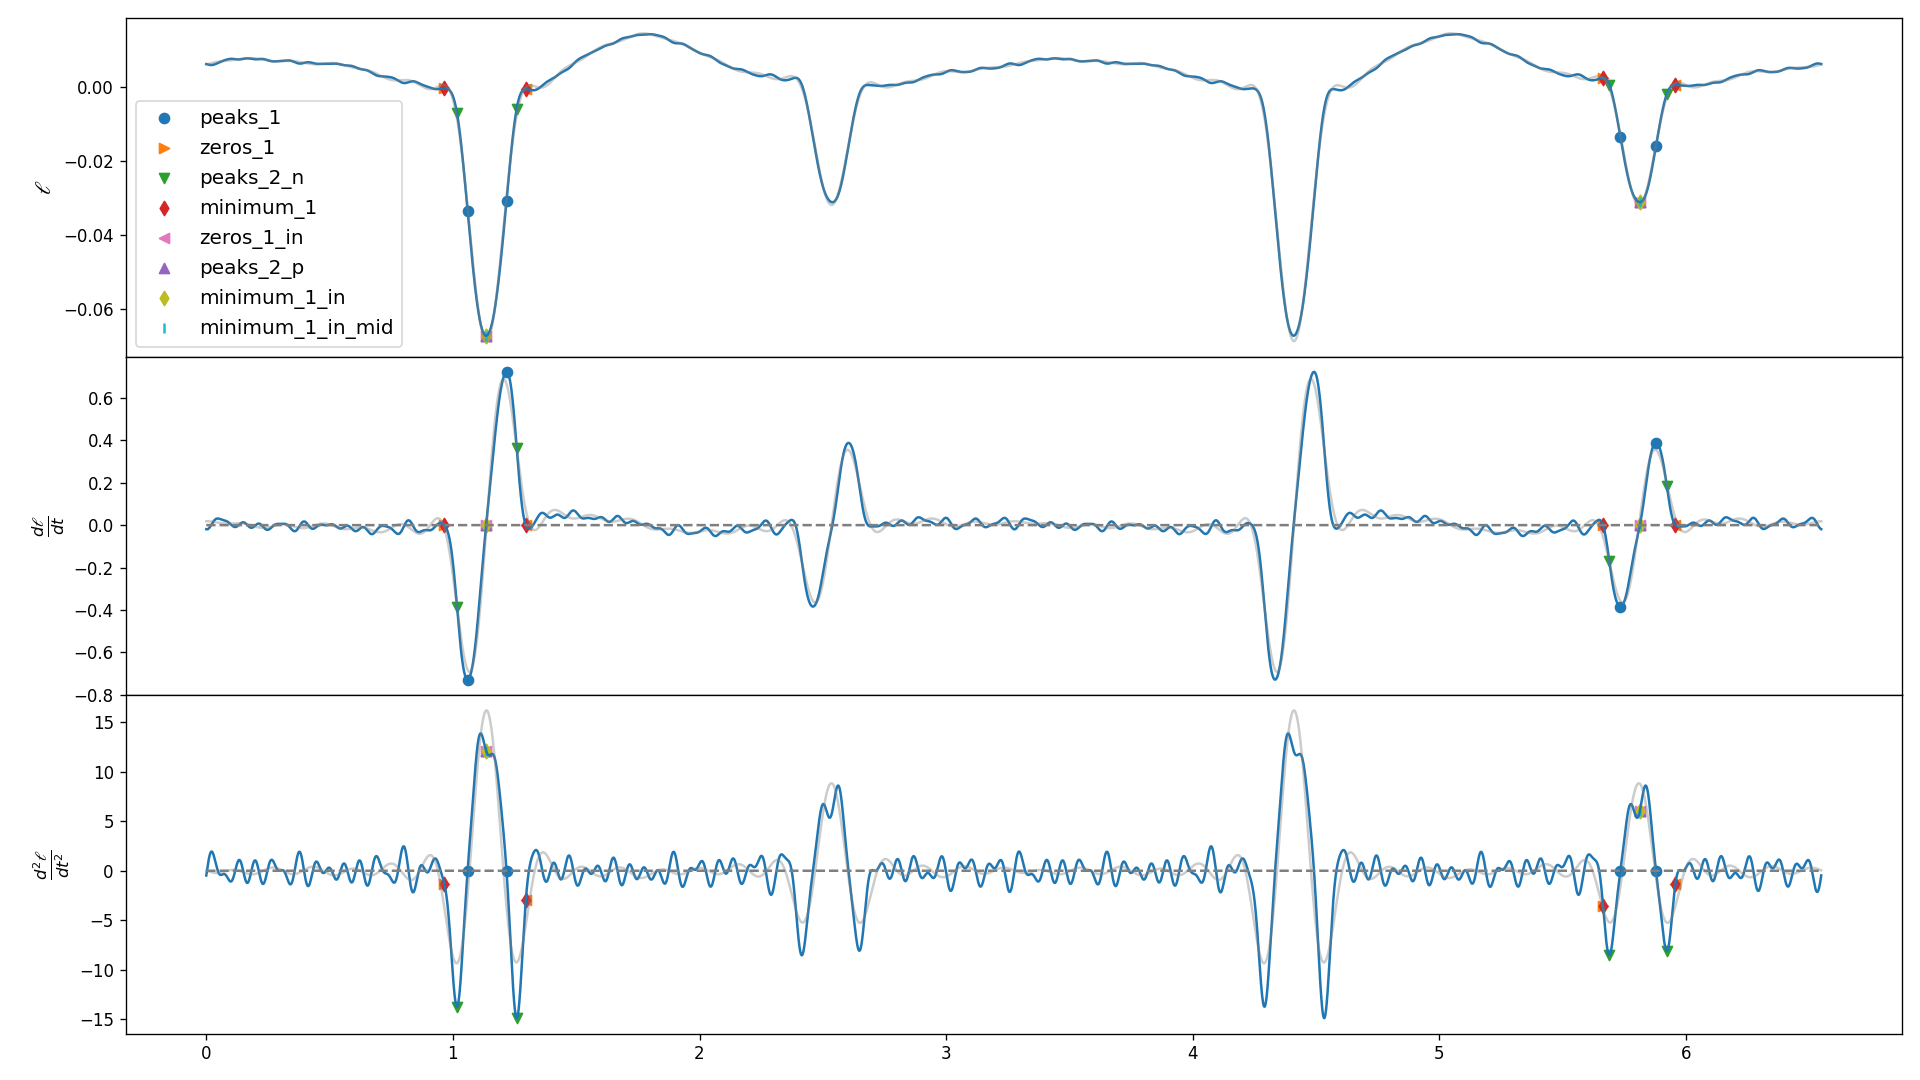 0.00
−0.02
−0.04
−0.06
ℓ
peaks_1
zeros_1
peaks_2_n
minimum_1
zeros_1_in
peaks_2_p
minimum_1_in
minimum_1_in_mid
0.6
0.4
0.2
0.0
−0.2
−0.4
−0.6
−0.8
dℓ
dt
15
10
5
0
−5
−10
−15
d²ℓ
dt²
0 1 2 3 4 5 6